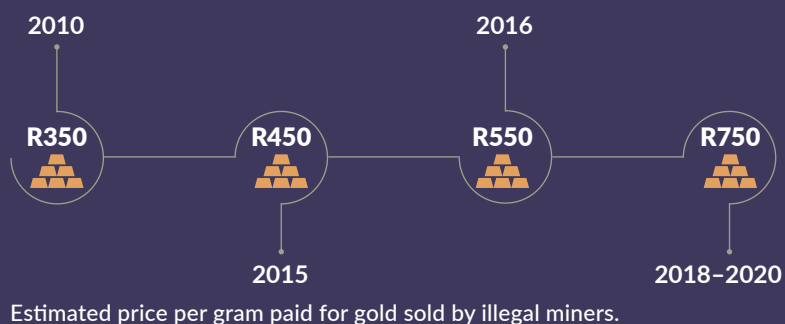 2010
2016
R350
R450
R550
R750
2015
2018–2020
Estimated price per gram paid for gold sold by illegal miners.